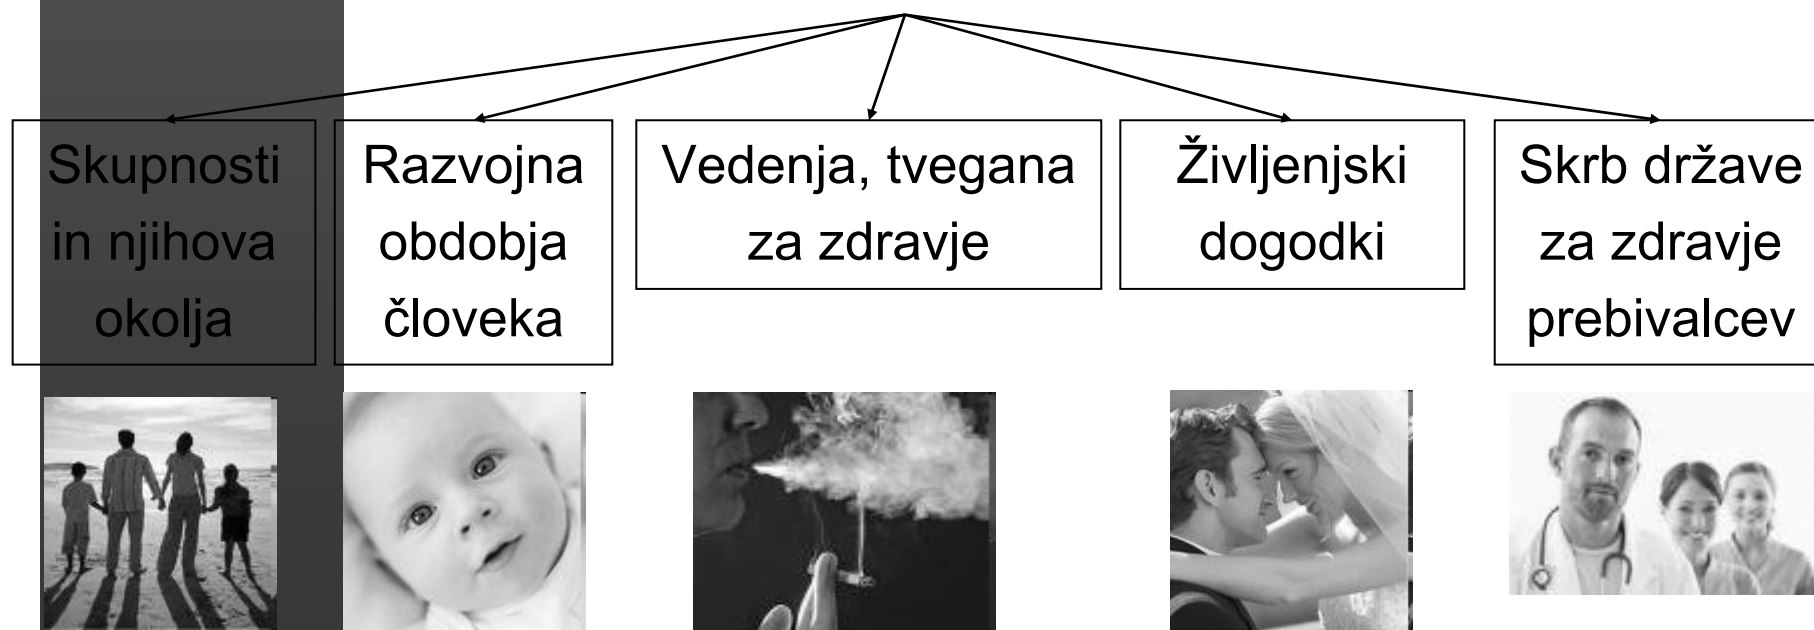 Skupnosti
in njihova
okolja
Razvojna
obdobja
človeka
Vedenja, tvegana
za zdravje
Življenjski
dogodki
Skrb države
za zdravje
prebivalcev